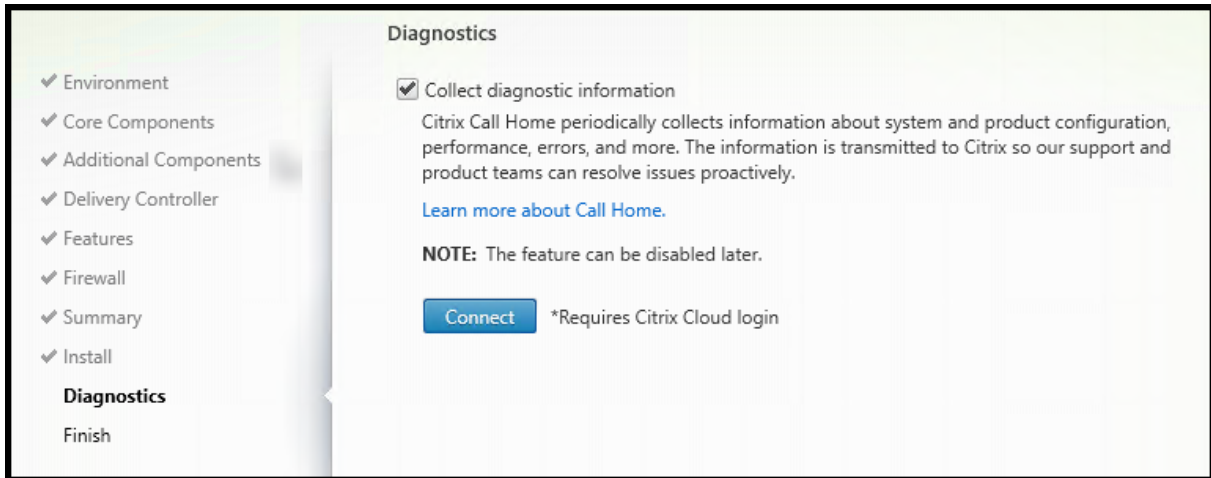 Diagnostics
Environment
Core Components
Additional Components
Delivery Controller
Features
Firewall
Summary
Install
Diagnostics
Finish
Collect diagnostic information
Citrix Call Home periodically collects information about system and product configuration,
performance, errors, and more. The information is transmitted to Citrix so our support and
product teams can resolve issues proactively.
Learn more about Call Home.
NOTE: The feature can be disabled later.
Connect *Requires Citrix Cloud login